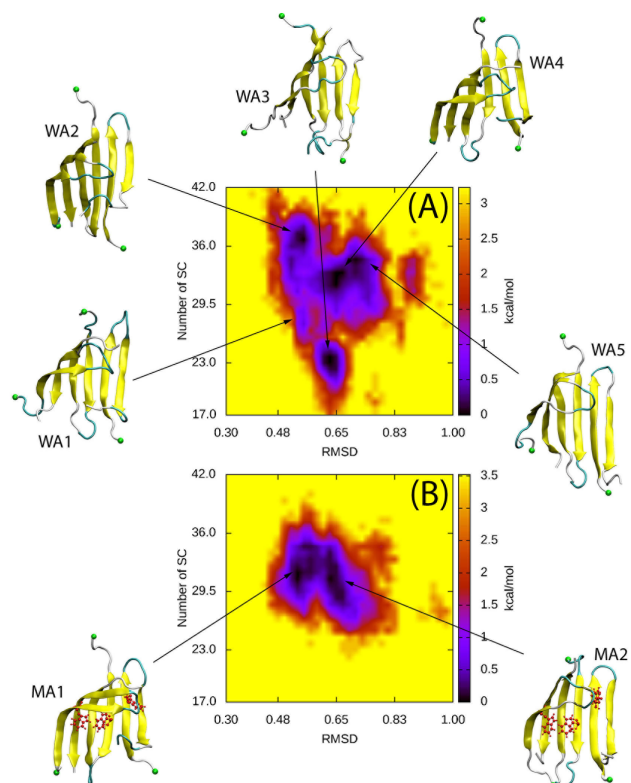 WA3
WA4
WA2
(A)
42.0
36.0
29.5
23.0
17.0
Number of SC
0.30 0.48 0.65 0.83 1.00
RMSD
3
2.5
2
1.5
1
0.5
0
kcal/mol
WA1
WA5
(B)
42.0
36.0
29.5
23.0
17.0
Number of SC
0.30 0.48 0.65 0.83 1.00
RMSD
3.5
3
2.5
2
1.5
1
0.5
0
kcal/mol
MA1
MA2